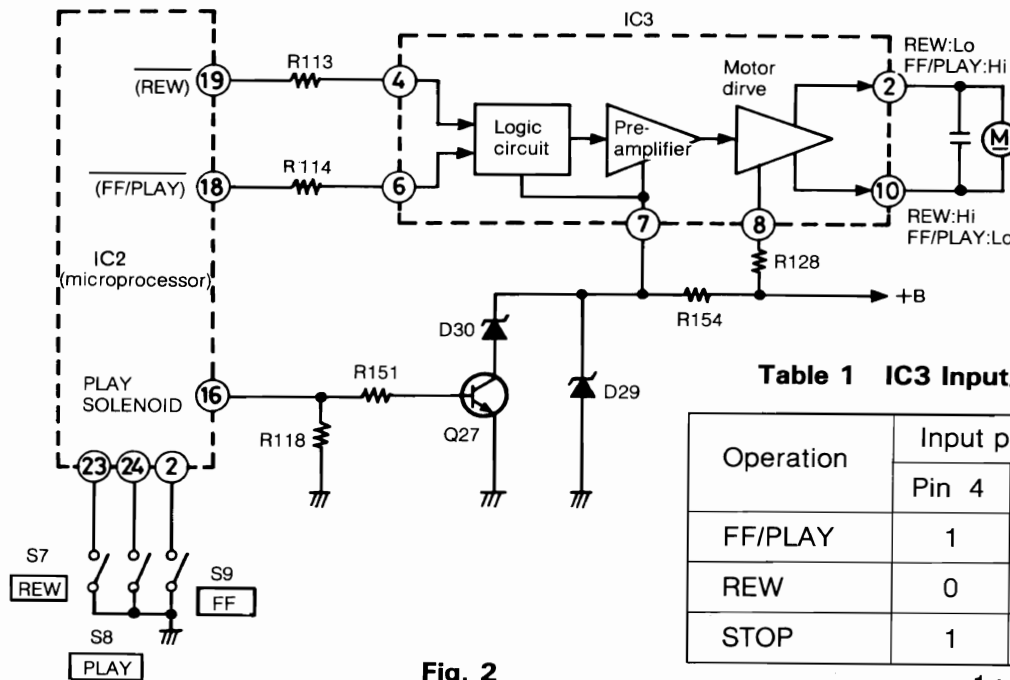 IC3
R113
19
(REW)
4
Logic
circuit
Pre-
amplifier
Motor
dirve
2
REW:Lo
FF/PLAY:Hi
M
R114
18
(FF/PLAY)
6
10
REW:Hi
FF/PLAY:Lo
7
8
R128
IC2
(microprocessor)
+B
R154
D30
D29
PLAY
SOLENOID
16
R151
R118
Q27
23
24
2
S7
REW
S8
PLAY
S9
FF
Fig. 2
Table 1 IC3 Input
Operation
Input p
Pin 4
FF/PLAY
1
REW
0
STOP
1